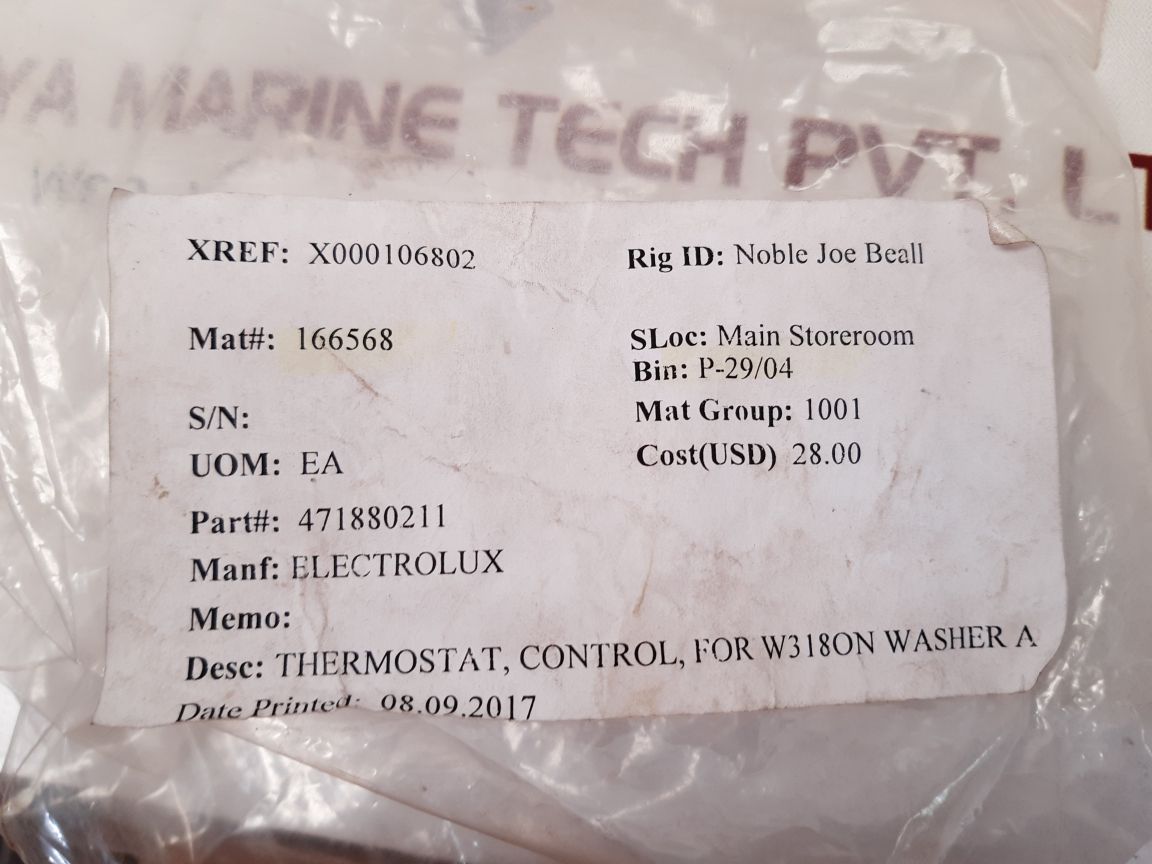 YA MARINE TECH PVT. LT
XREF: X000106802
Rig ID: Noble Joe Beall
Mat#: 166568
SLoc: Main Storeroom
Bin: P-29/04
S/N:
Mat Group: 1001
UOM: EA
Cost(USD) 28.00
Part#: 471880211
Manf: ELECTROLUX
Memo:
Desc: THERMOSTAT, CONTROL, FOR W318ON WASHER A
Date Printed: 08.09.2017